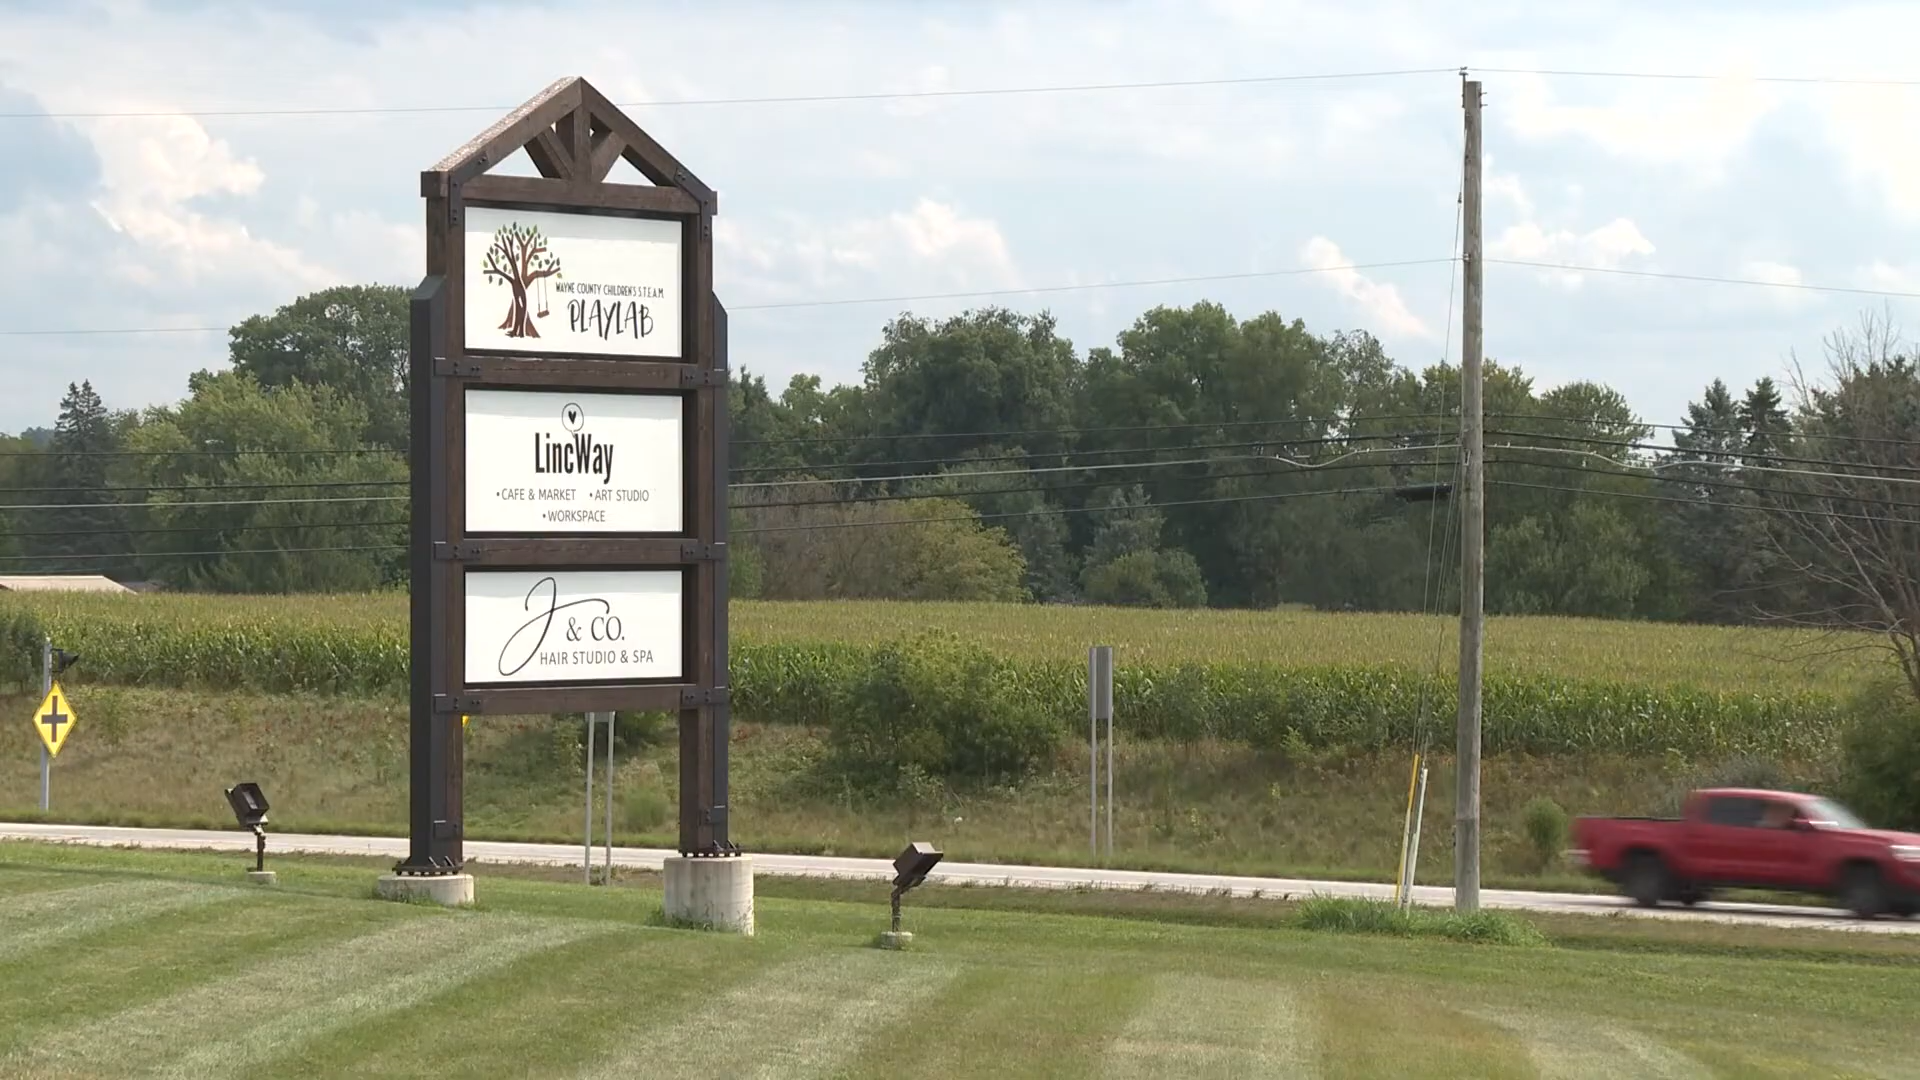 WAYNE COUNTY CHILDREN'S S.T.E.A.M.
PLAYLAB
LincWay
•CAFE & MARKET •ART STUDIO
•WORKSPACE
J & CO.
HAIR STUDIO & SPA